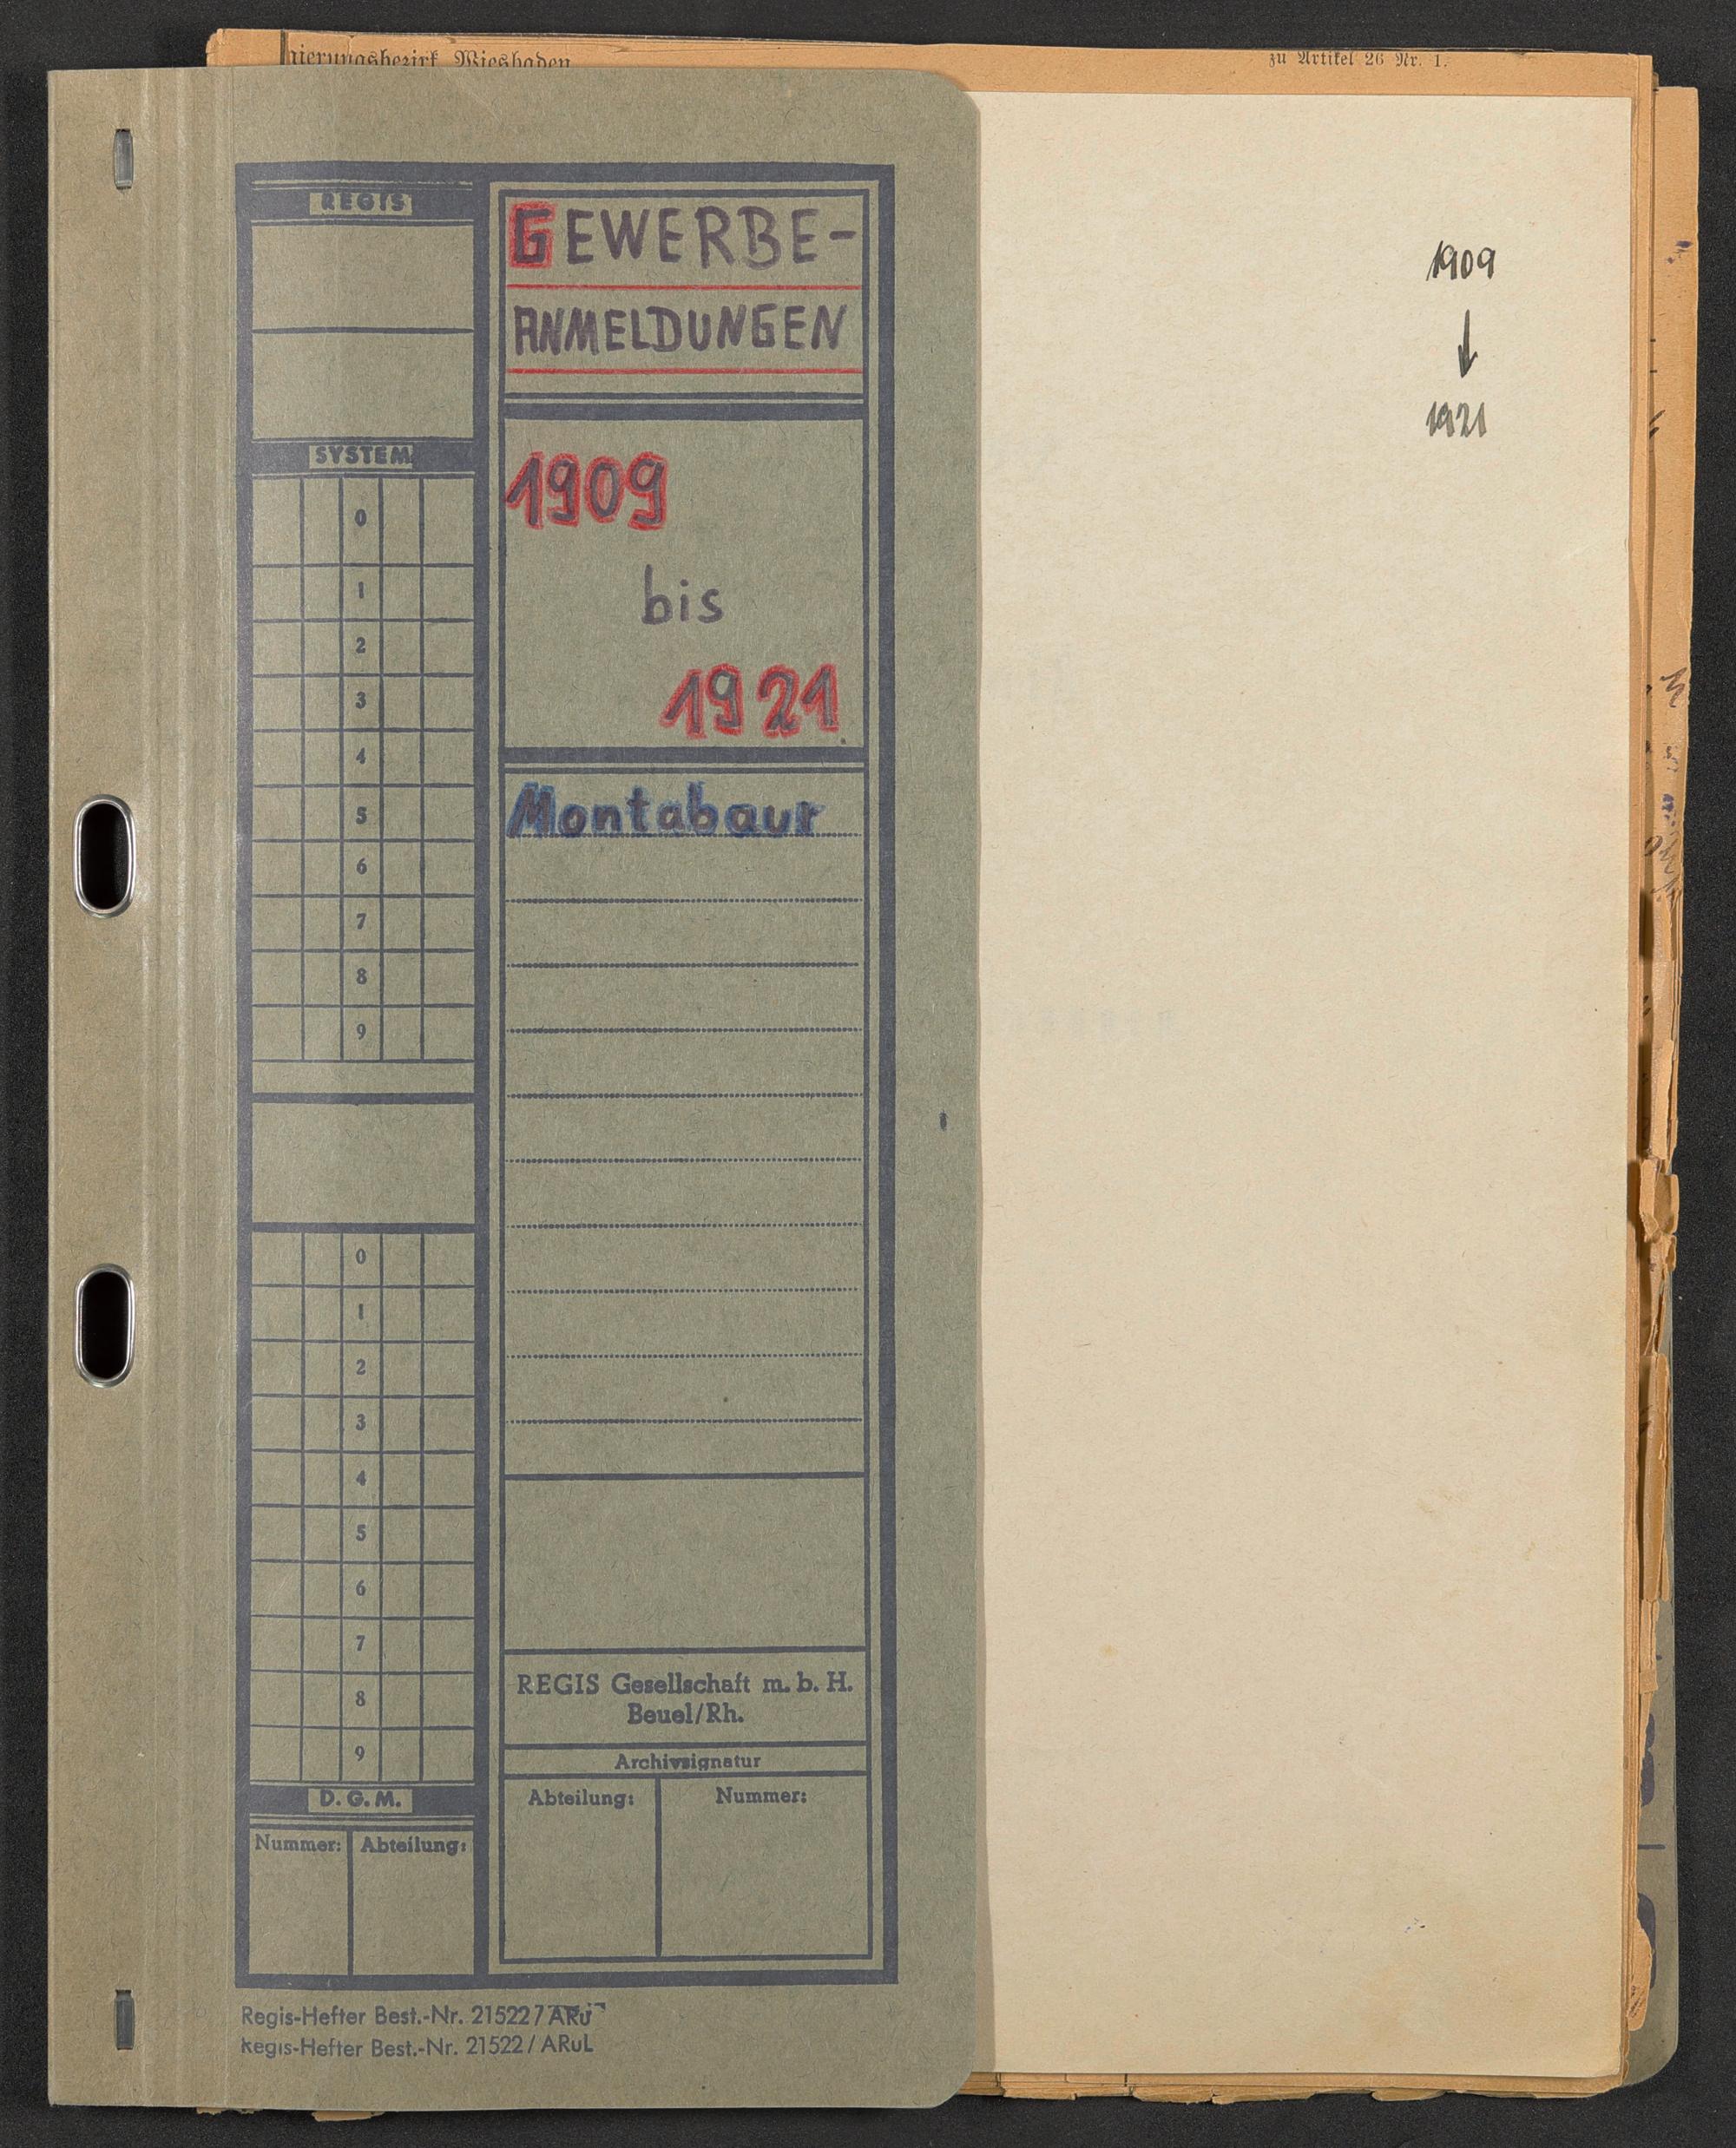 Regierungsbezirk Wiesbaden
zu Artikel 26 Nr. 1.
REGIS
SYSTEM
0
1
2
3
4
5
6
7
8
9
0
1
2
3
4
5
6
7
8
9
D. G. M.
Nummer: Abteilung:
GEWERBE-
ANMELDUNGEN
1909
bis
1921
Montabaur
REGIS Gesellschaft m. b. H.
Beuel/Rh.
Archivsignatur
Abteilung: Nummer:
Regis-Hefter Best.-Nr. 21522/ARu
Regis-Hefter Best.-Nr. 21522/ARuL
1909
↓
1921